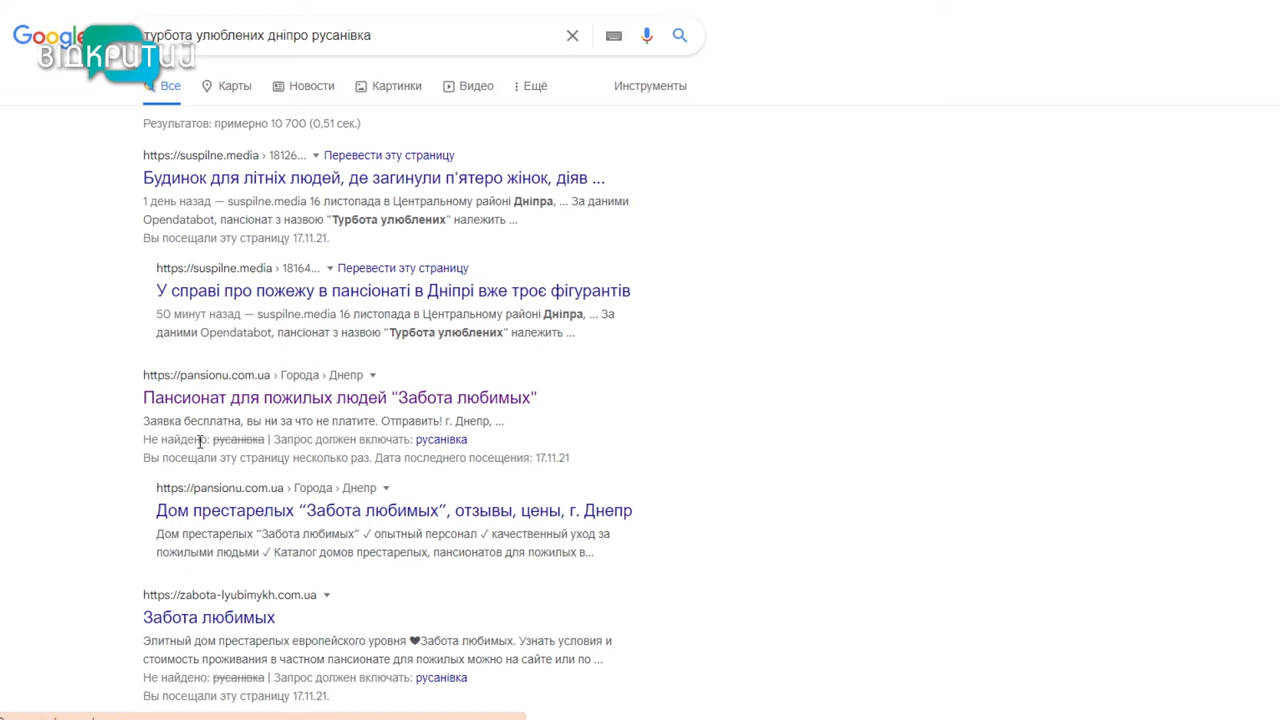 Google
ВІДКРИТИЙ
турбота улюблених дніпро русанівка
Все Карты Новости Картинки Видео Ещё Инструменты
Результатов: примерно 10 700 (0,51 сек.)
https://suspilne.media › 18126... Перевести эту страницу
Будинок для літніх людей, де загинули п'ятеро жінок, діяв ...
1 день назад — suspilne.media 16 листопада в Центральному районі Дніпра, ... За даними
Opendatabot, пансіонат з назвою "Турбота улюблених" належить ...
Вы посещали эту страницу 17.11.21.
https://suspilne.media › 18164... Перевести эту страницу
У справі про пожежу в пансіонаті в Дніпрі вже троє фігурантів
50 минут назад — suspilne.media 16 листопада в Центральному районі Дніпра, ... За
даними Opendatabot, пансіонат з назвою "Турбота улюблених" належить ...
https://pansionu.com.ua › Города › Днепр
Пансионат для пожилых людей "Забота любимых"
Заявка бесплатна, вы ни за что не платите. Отправить! г. Днепр, ...
Не найдено: русанівка | Запрос должен включать: русанівка
Вы посещали эту страницу несколько раз. Дата последнего посещения: 17.11.21
https://pansionu.com.ua › Города › Днепр
Дом престарелых “Забота любимых”, отзывы, цены, г. Днепр
Дом престарелых “Забота любимых” ✓ опытный персонал ✓ качественный уход за
пожилыми людьми ✓ Каталог домов престарелых, пансионатов для пожилых в...
https://zabota-lyubimykh.com.ua
Забота любимых
Элитный дом престарелых европейского уровня ❤Забота любимых. Узнать условия и
стоимость проживания в частном пансионате для пожилых можно на сайте или по ...
Не найдено: русанівка | Запрос должен включать: русанівка
Вы посещали эту страницу 17.11.21.